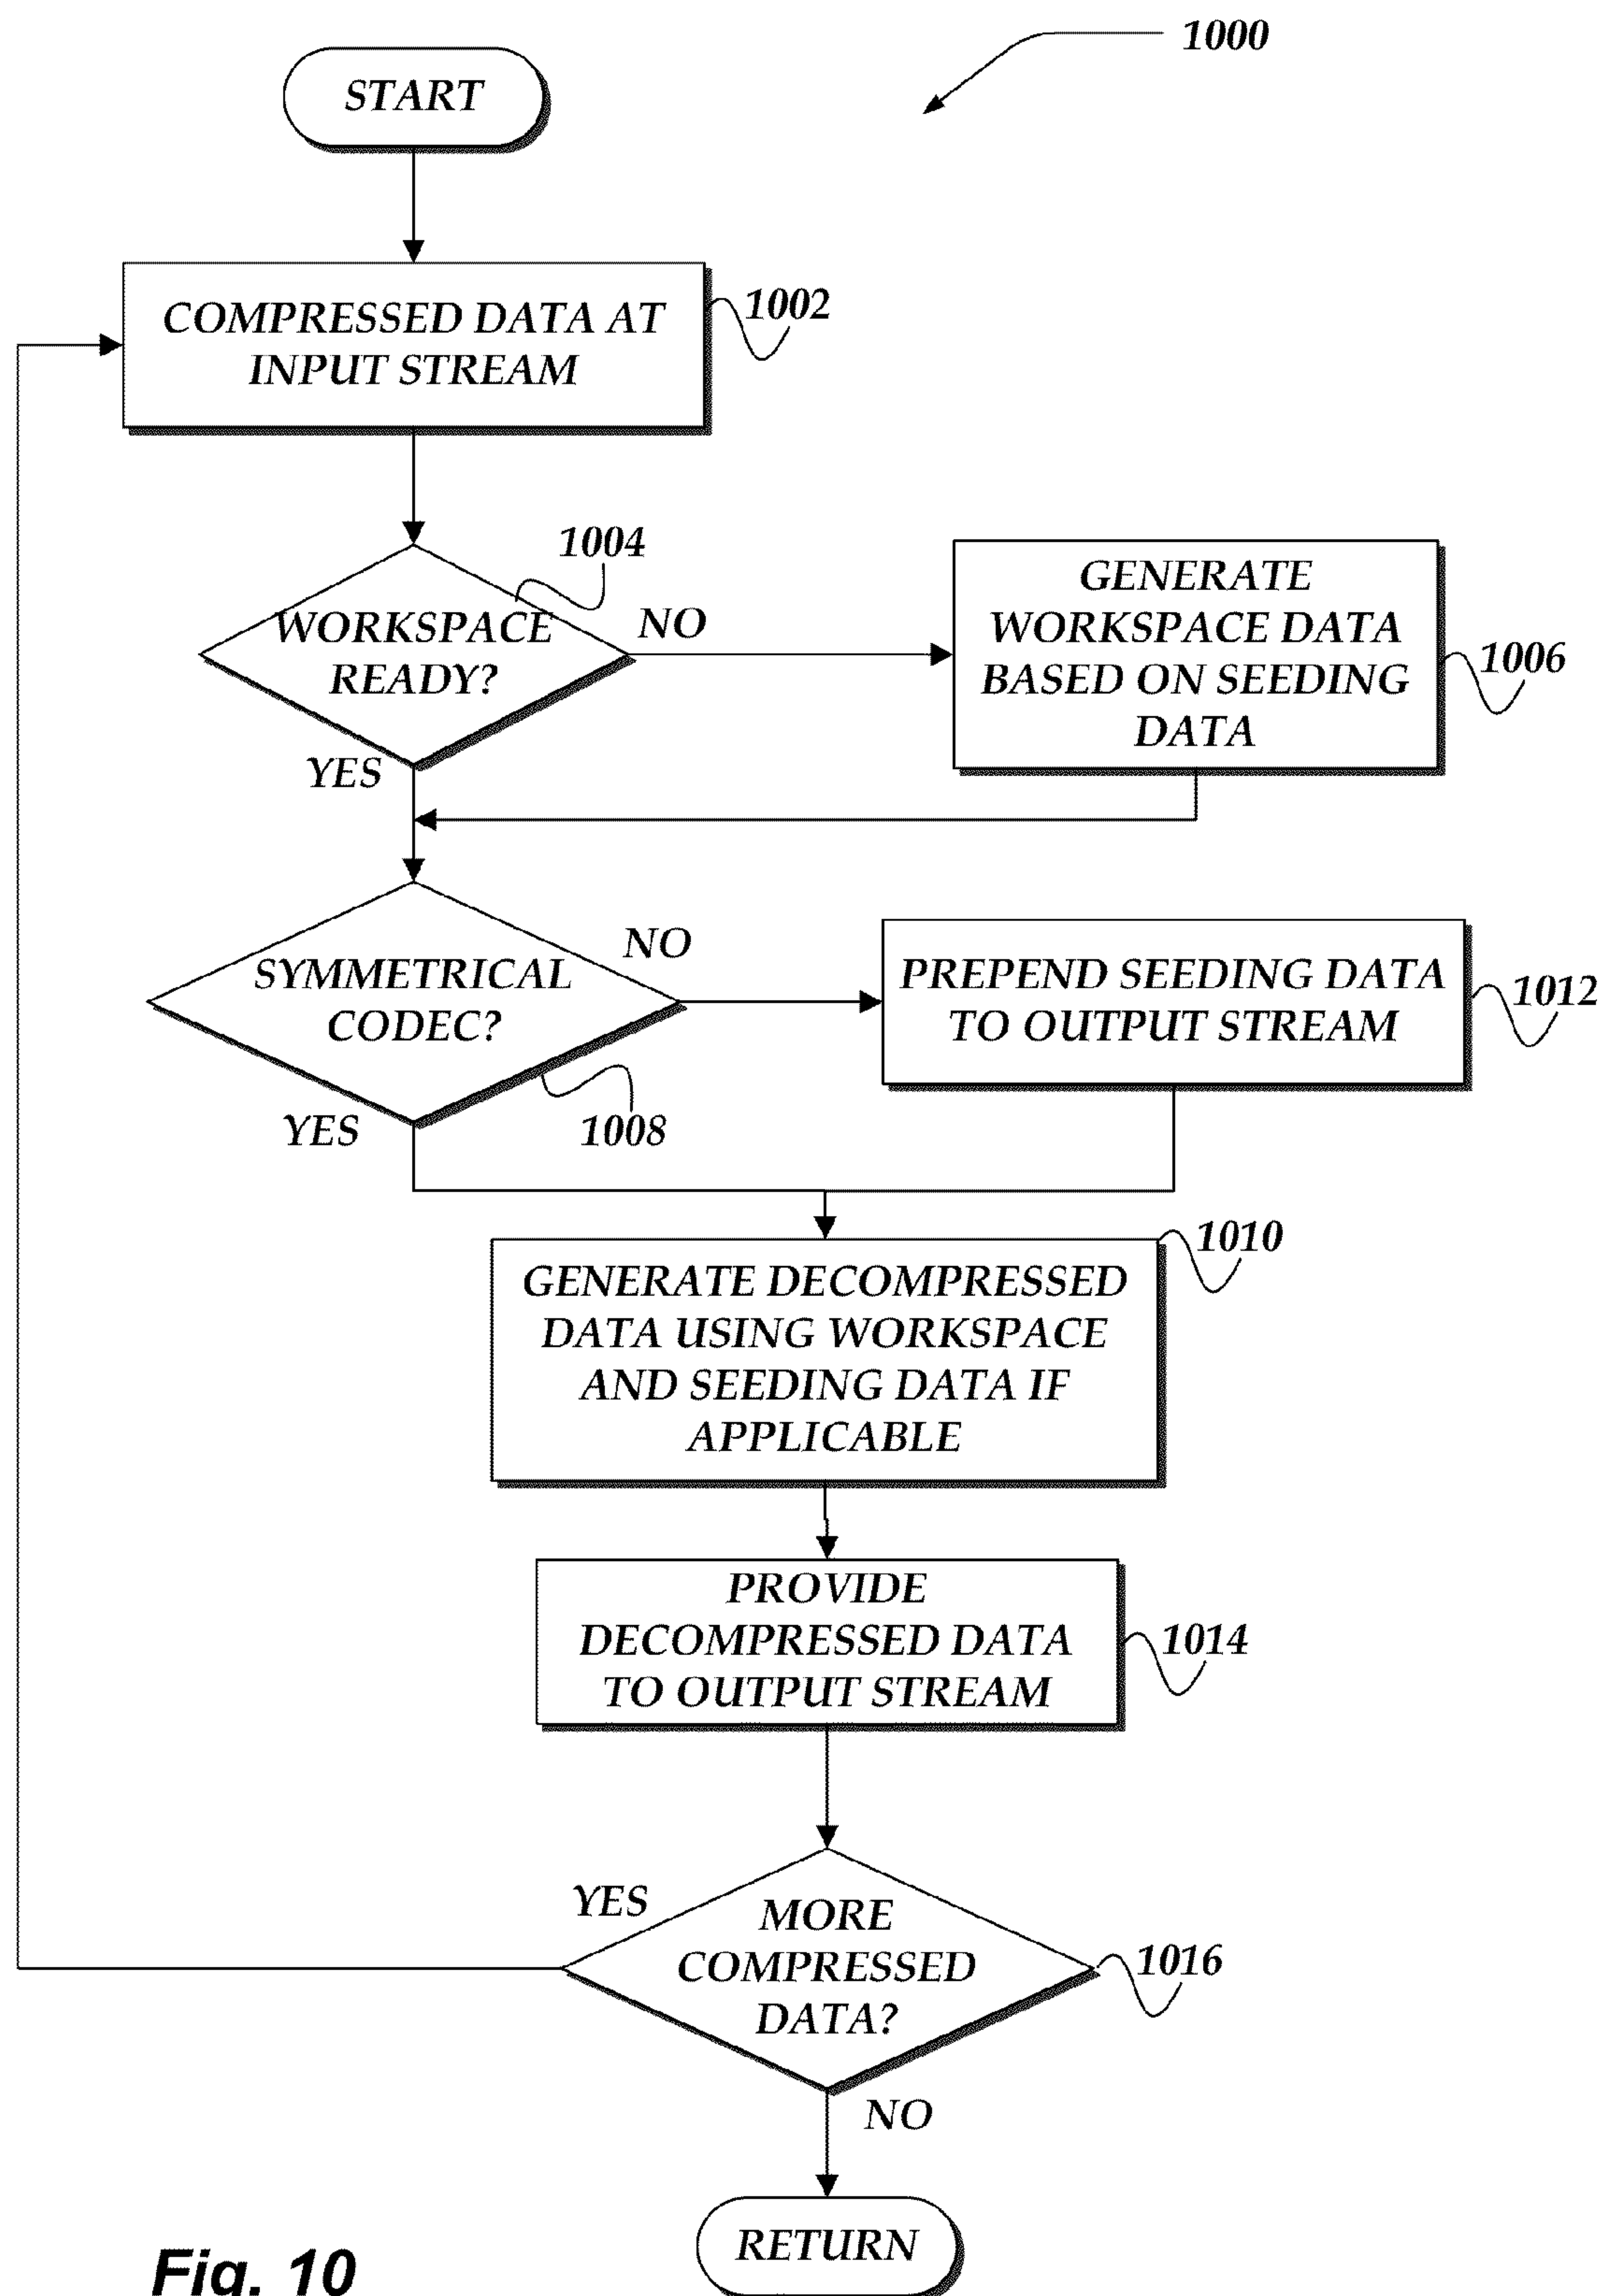 1000
START
COMPRESSED DATA AT
INPUT STREAM
1002
1004
WORKSPACE
READY?
NO
YES
GENERATE
WORKSPACE DATA
BASED ON SEEDING
DATA
1006
SYMMETRICAL
CODEC?
NO
YES
1008
PREPEND SEEDING DATA
TO OUTPUT STREAM
1012
1010
GENERATE DECOMPRESSED
DATA USING WORKSPACE
AND SEEDING DATA IF
APPLICABLE
PROVIDE
DECOMPRESSED DATA
TO OUTPUT STREAM
1014
YES
MORE
COMPRESSED
DATA?
1016
NO
RETURN
Fig. 10